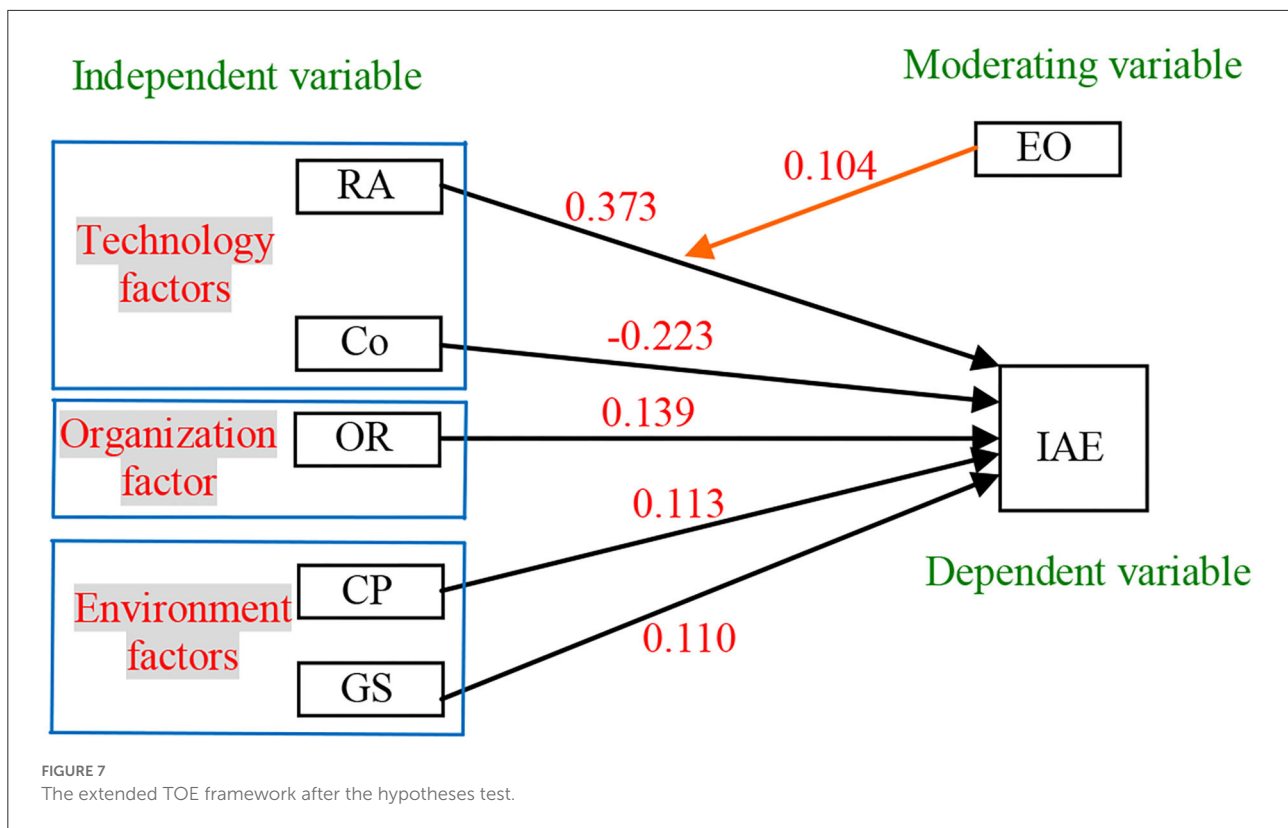 Independent variable
Moderating variable
RA
EO
0.104
0.373
Technology
factors
Co
-0.223
Organization
factor
OR
0.139
IAE
0.113
Dependent variable
Environment
factors
CP
0.110
GS
FIGURE 7
The extended TOE framework after the hypotheses test.